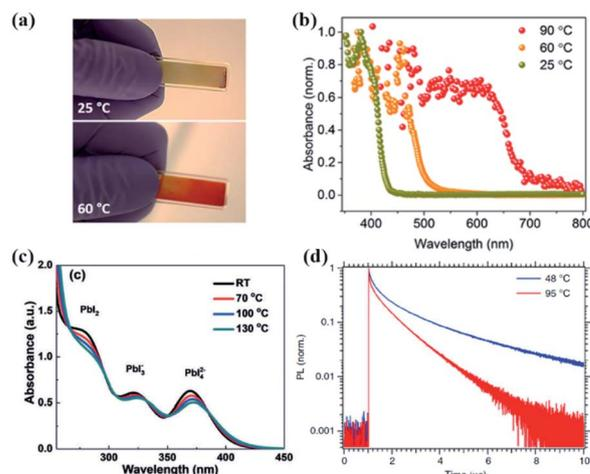 (a)
25 °C
60 °C
(b)
Absorbance (norm.)
1.0
0.8
0.6
0.4
0.2
0.0
90 °C
60 °C
25 °C
400 500 600 700 800
Wavelength (nm)
(c)
(c)
Absorbance (a.u.)
2.0
1.5
1.0
0.5
0.0
PbI₂
PbI₃⁻
PbI₄²⁻
RT
70 °C
100 °C
130 °C
300 350 400 450
Wavelength (nm)
(d)
PL (norm.)
1
0.1
0.01
0.001
48 °C
95 °C
0 2 4 6 8 10